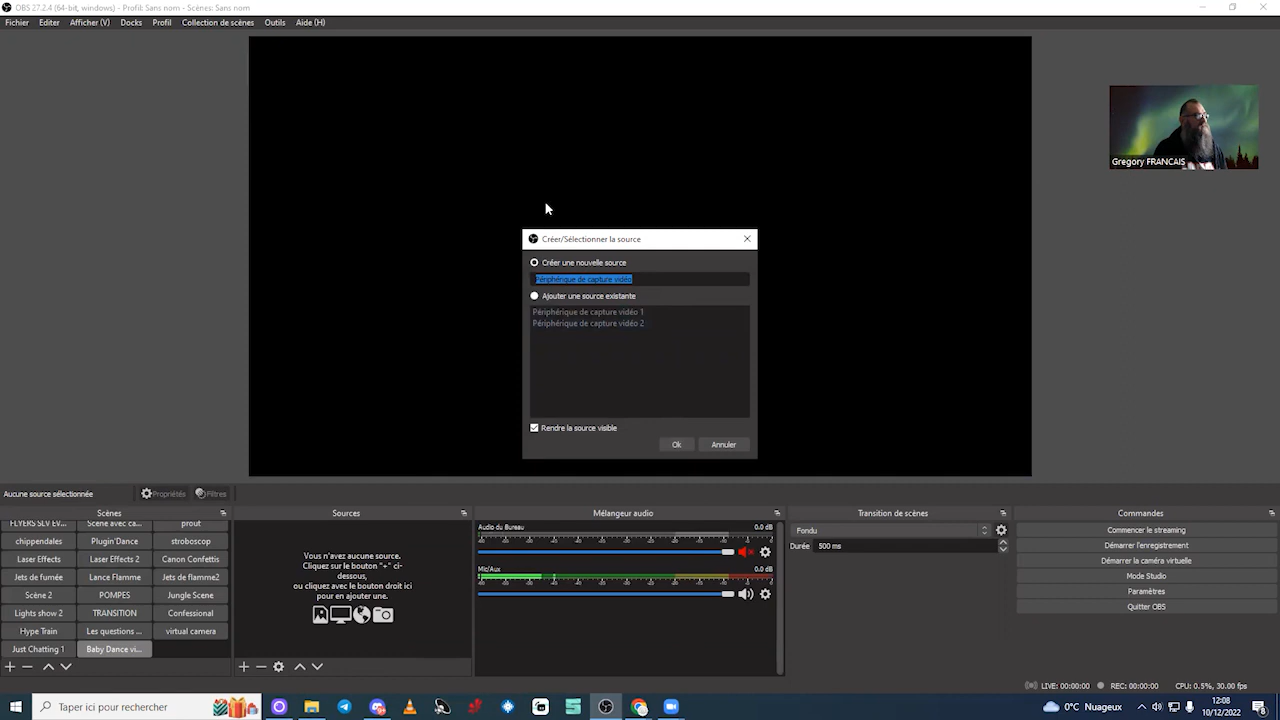 OBS 27.2.4 (64-bit, windows) - Profil: Sans nom - Scènes: Sans nom
Fichier Editer Afficher (V) Docks Profil Collection de scènes Outils Aide (H)
Gregory FRANCAIS
Créer/Sélectionner la source
Créer une nouvelle source
Périphérique de capture vidéo
Ajouter une source existante
Périphérique de capture vidéo 1
Périphérique de capture vidéo 2
Rendre la source visible
Ok Annuler
Aucune source sélectionnée Propriétés Filtres
Scènes
FLYERS SLV EV... Scène avec ca... prout
chippendales Plugin'Dance stroboscop
Laser Effects Laser Effects 2 Canon Confettis
Jets de fumée Lance Flamme Jets de flamme2
Scène 2 POMPES Jungle Scene
Lights show 2 TRANSITION Confessional
Hype Train Les questions ... virtual camera
Just Chatting 1 Baby Dance vi...
Sources
Vous n'avez aucune source.
Cliquez sur le bouton "+" ci-
dessous,
ou cliquez avec le bouton droit ici
pour en ajouter une.
Mélangeur audio
Audio du Bureau 0.0 dB
Mic/Aux 0.0 dB
Transition de scènes
Fondu
Durée 500 ms
Commandes
Commencer le streaming
Démarrer l'enregistrement
Démarrer la caméra virtuelle
Mode Studio
Paramètres
Quitter OBS
LIVE: 00:00:00 REC: 00:00:00 CPU: 0.5%, 30.00 fps
Taper ici pour rechercher
0°C Nuageux
12:08
10/12/2022